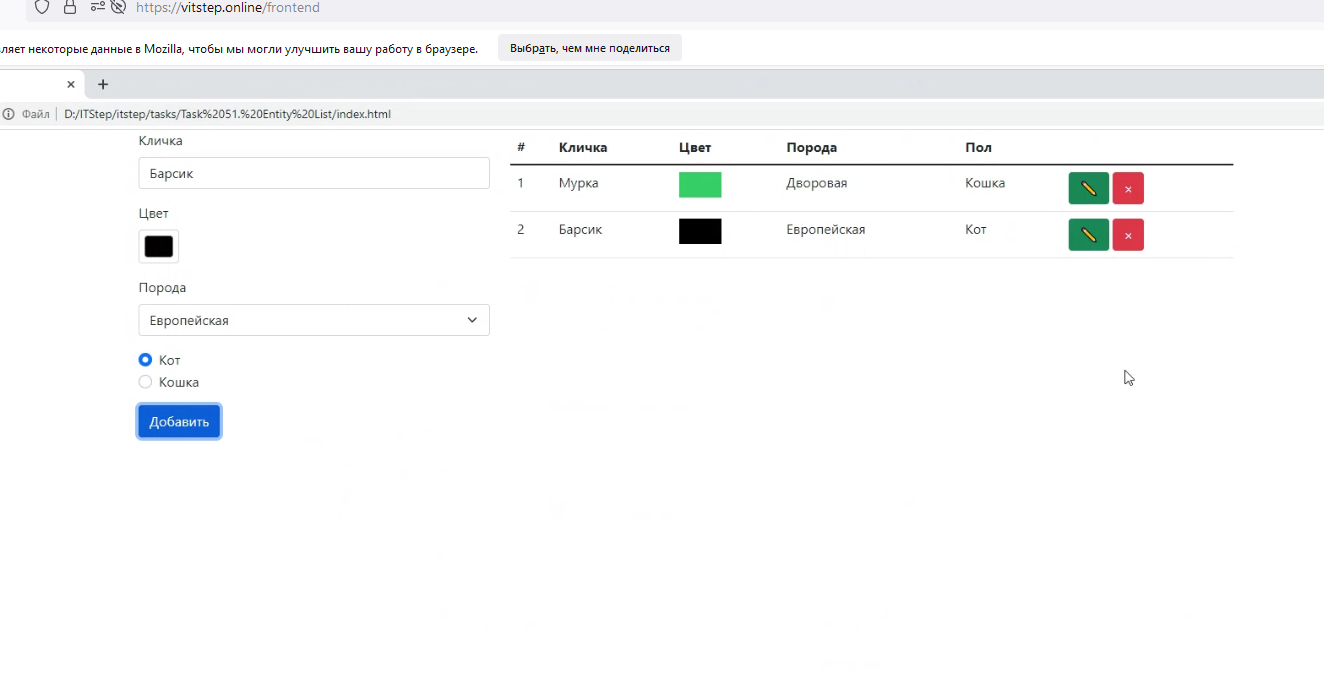 https://vitstep.online/frontend
ляет некоторые данные в Mozilla, чтобы мы могли улучшить вашу работу в браузере. Выбрать, чем мне поделиться
Файл D:/ITStep/itstep/tasks/Task%2051.%20Entity%20List/index.html
Кличка
Барсик
Цвет
Порода
Европейская
Кот
Кошка
Добавить
# Кличка Цвет Порода Пол
1 Мурка Дворовая Кошка ×
2 Барсик Европейская Кот ×